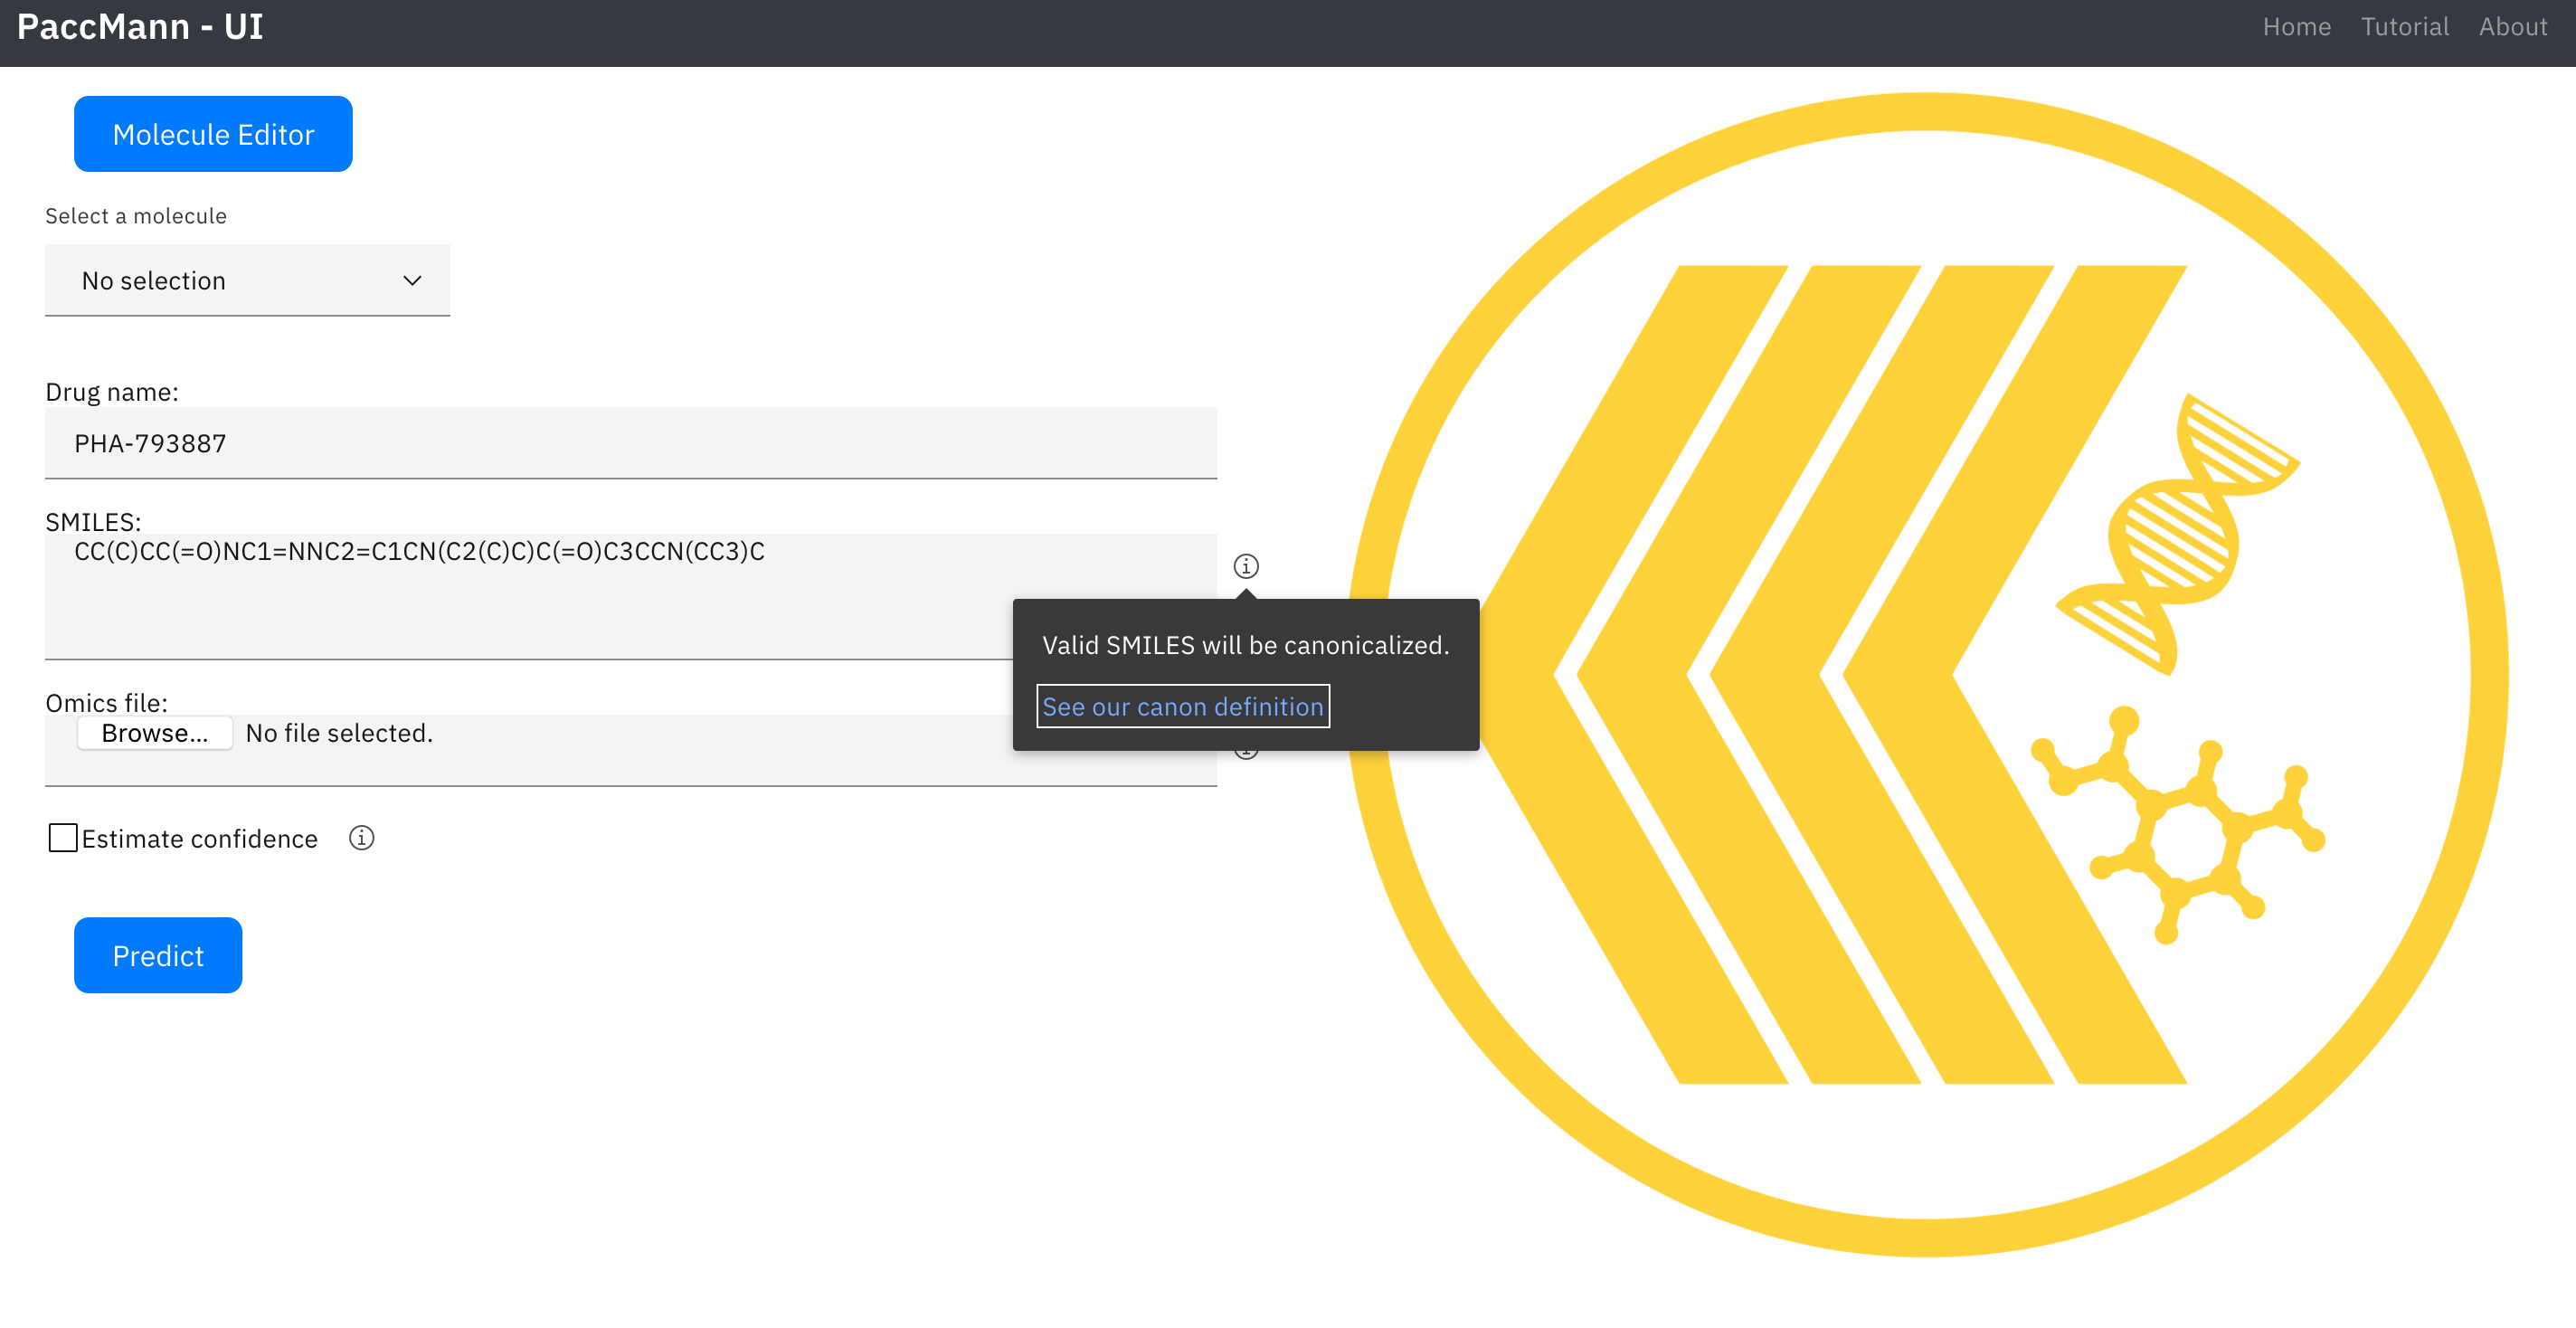 PaccMann - UI
Home Tutorial About
Molecule Editor
Select a molecule
No selection
Drug name:
PHA-793887
SMILES:
CC(C)CC(=O)NC1=NNC2=C1CN(C2(C)C)C(=O)C3CCN(CC3)C
Valid SMILES will be canonicalized.
See our canon definition
Omics file:
Browse... No file selected.
Estimate confidence
Predict